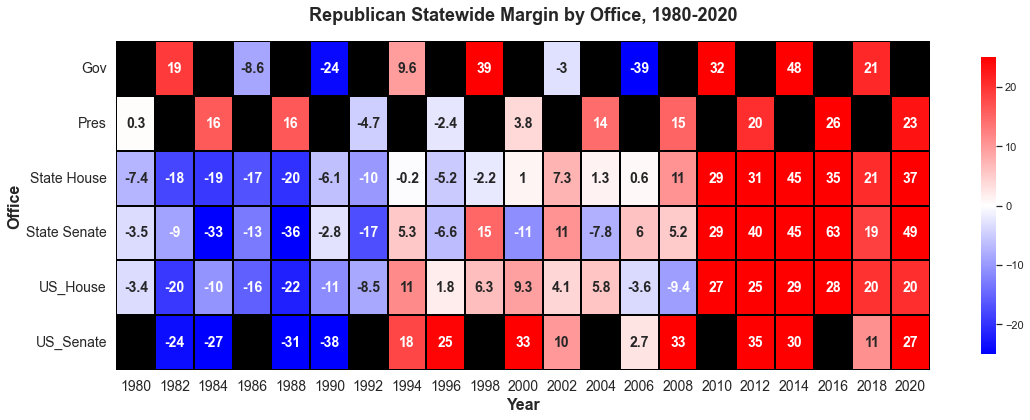 Republican Statewide Margin by Office, 1980-2020
Gov 19 -8.6 -24 9.6 39 -3 -39 32 48 21
Pres 0.3 16 16 -4.7 -2.4 3.8 14 15 20 26 23
State House -7.4 -18 -19 -17 -20 -6.1 -10 -0.2 -5.2 -2.2 1 7.3 1.3 0.6 11 29 31 45 35 21 37
State Senate -3.5 -9 -33 -13 -36 -2.8 -17 5.3 -6.6 15 -11 11 -7.8 6 5.2 29 40 45 63 19 49
US_House -3.4 -20 -10 -16 -22 -11 -8.5 11 1.8 6.3 9.3 4.1 5.8 -3.6 -9.4 27 25 29 28 20 20
US_Senate -24 -27 -31 -38 18 25 33 10 2.7 33 35 30 11 27
1980 1982 1984 1986 1988 1990 1992 1994 1996 1998 2000 2002 2004 2006 2008 2010 2012 2014 2016 2018 2020
Year
Office
20
10
0
−10
−20